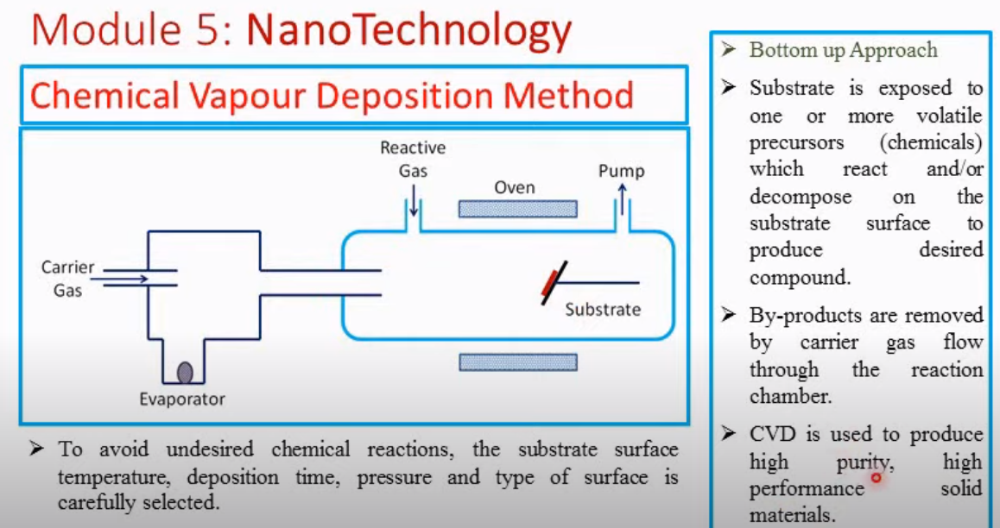 Module 5: NanoTechnology
Chemical Vapour Deposition Method
Reactive
Gas
Oven
Pump
Carrier
Gas
Substrate
Evaporator
➤ To avoid undesired chemical reactions, the substrate surface
temperature, deposition time, pressure and type of surface is
carefully selected.
➤ Bottom up Approach
➤ Substrate is exposed to
one or more volatile
precursors (chemicals)
which react and/or
decompose on the
substrate surface to
produce desired
compound.
➤ By-products are removed
by carrier gas flow
through the reaction
chamber.
➤ CVD is used to produce
high purity, high
performance solid
materials.